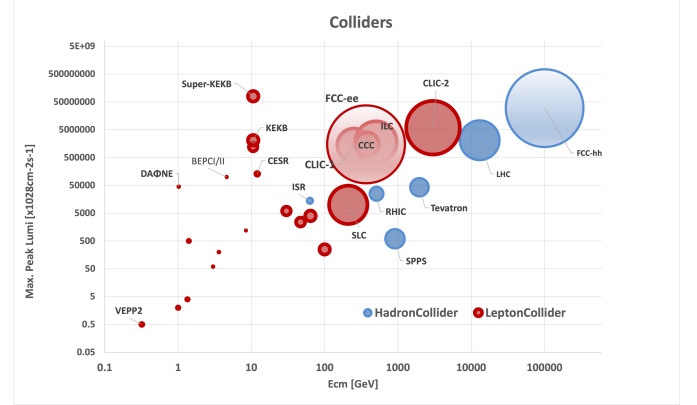 Colliders
5E+09
500000000
50000000
5000000
500000
50000
5000
500
50
5
0.5
0.05
Max. Peak Lumi [x1028cm-2s-1]
0.1
1
10
100
1000
10000
100000
Ecm [GeV]
Super-KEKB
KEKB
BEPCI/II
CESR
DAΦNE
VEPP2
ISR
FCC-ee
ILC
CCC
CLIC-1
CLIC-2
LHC
FCC-hh
SLC
RHIC
Tevatron
SPPS
HadronCollider
LeptonCollider